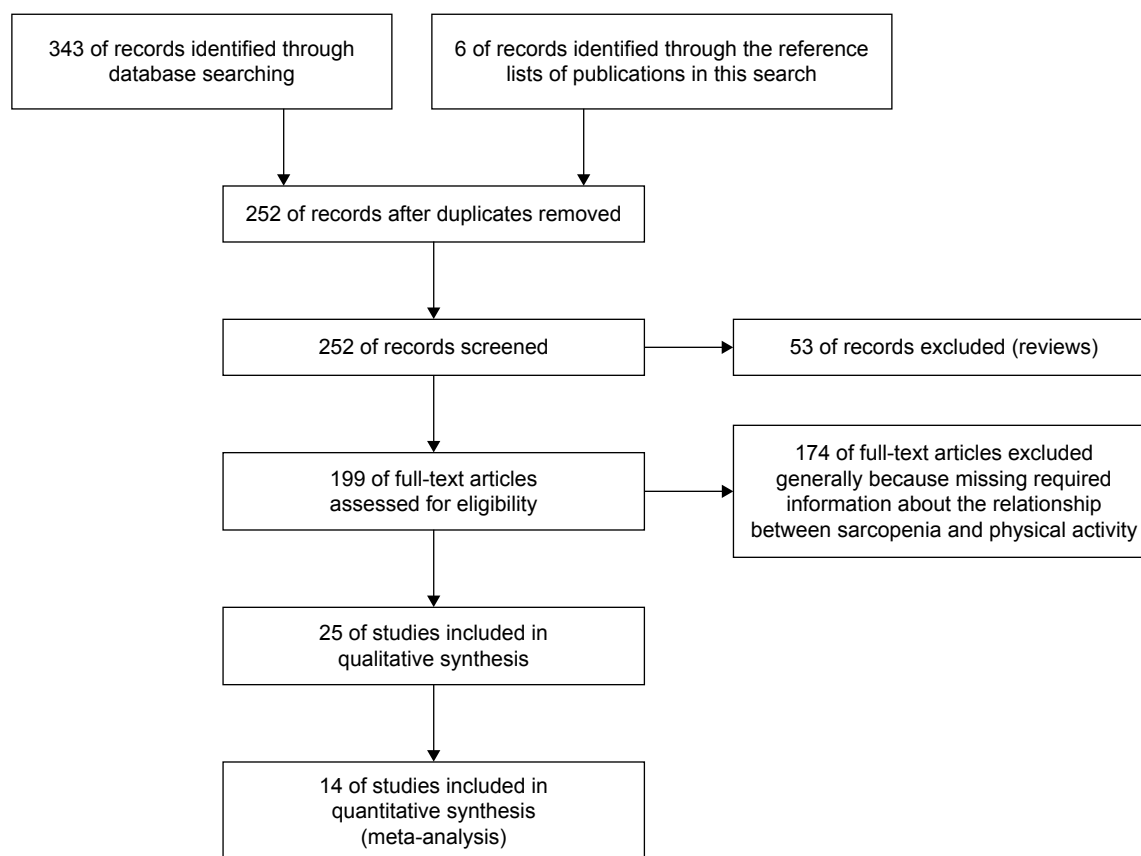 343 of records identified through
database searching
6 of records identified through the reference
lists of publications in this search
252 of records after duplicates removed
252 of records screened
53 of records excluded (reviews)
199 of full-text articles
assessed for eligibility
174 of full-text articles excluded
generally because missing required
information about the relationship
between sarcopenia and physical activity
25 of studies included in
qualitative synthesis
14 of studies included in
quantitative synthesis
(meta-analysis)